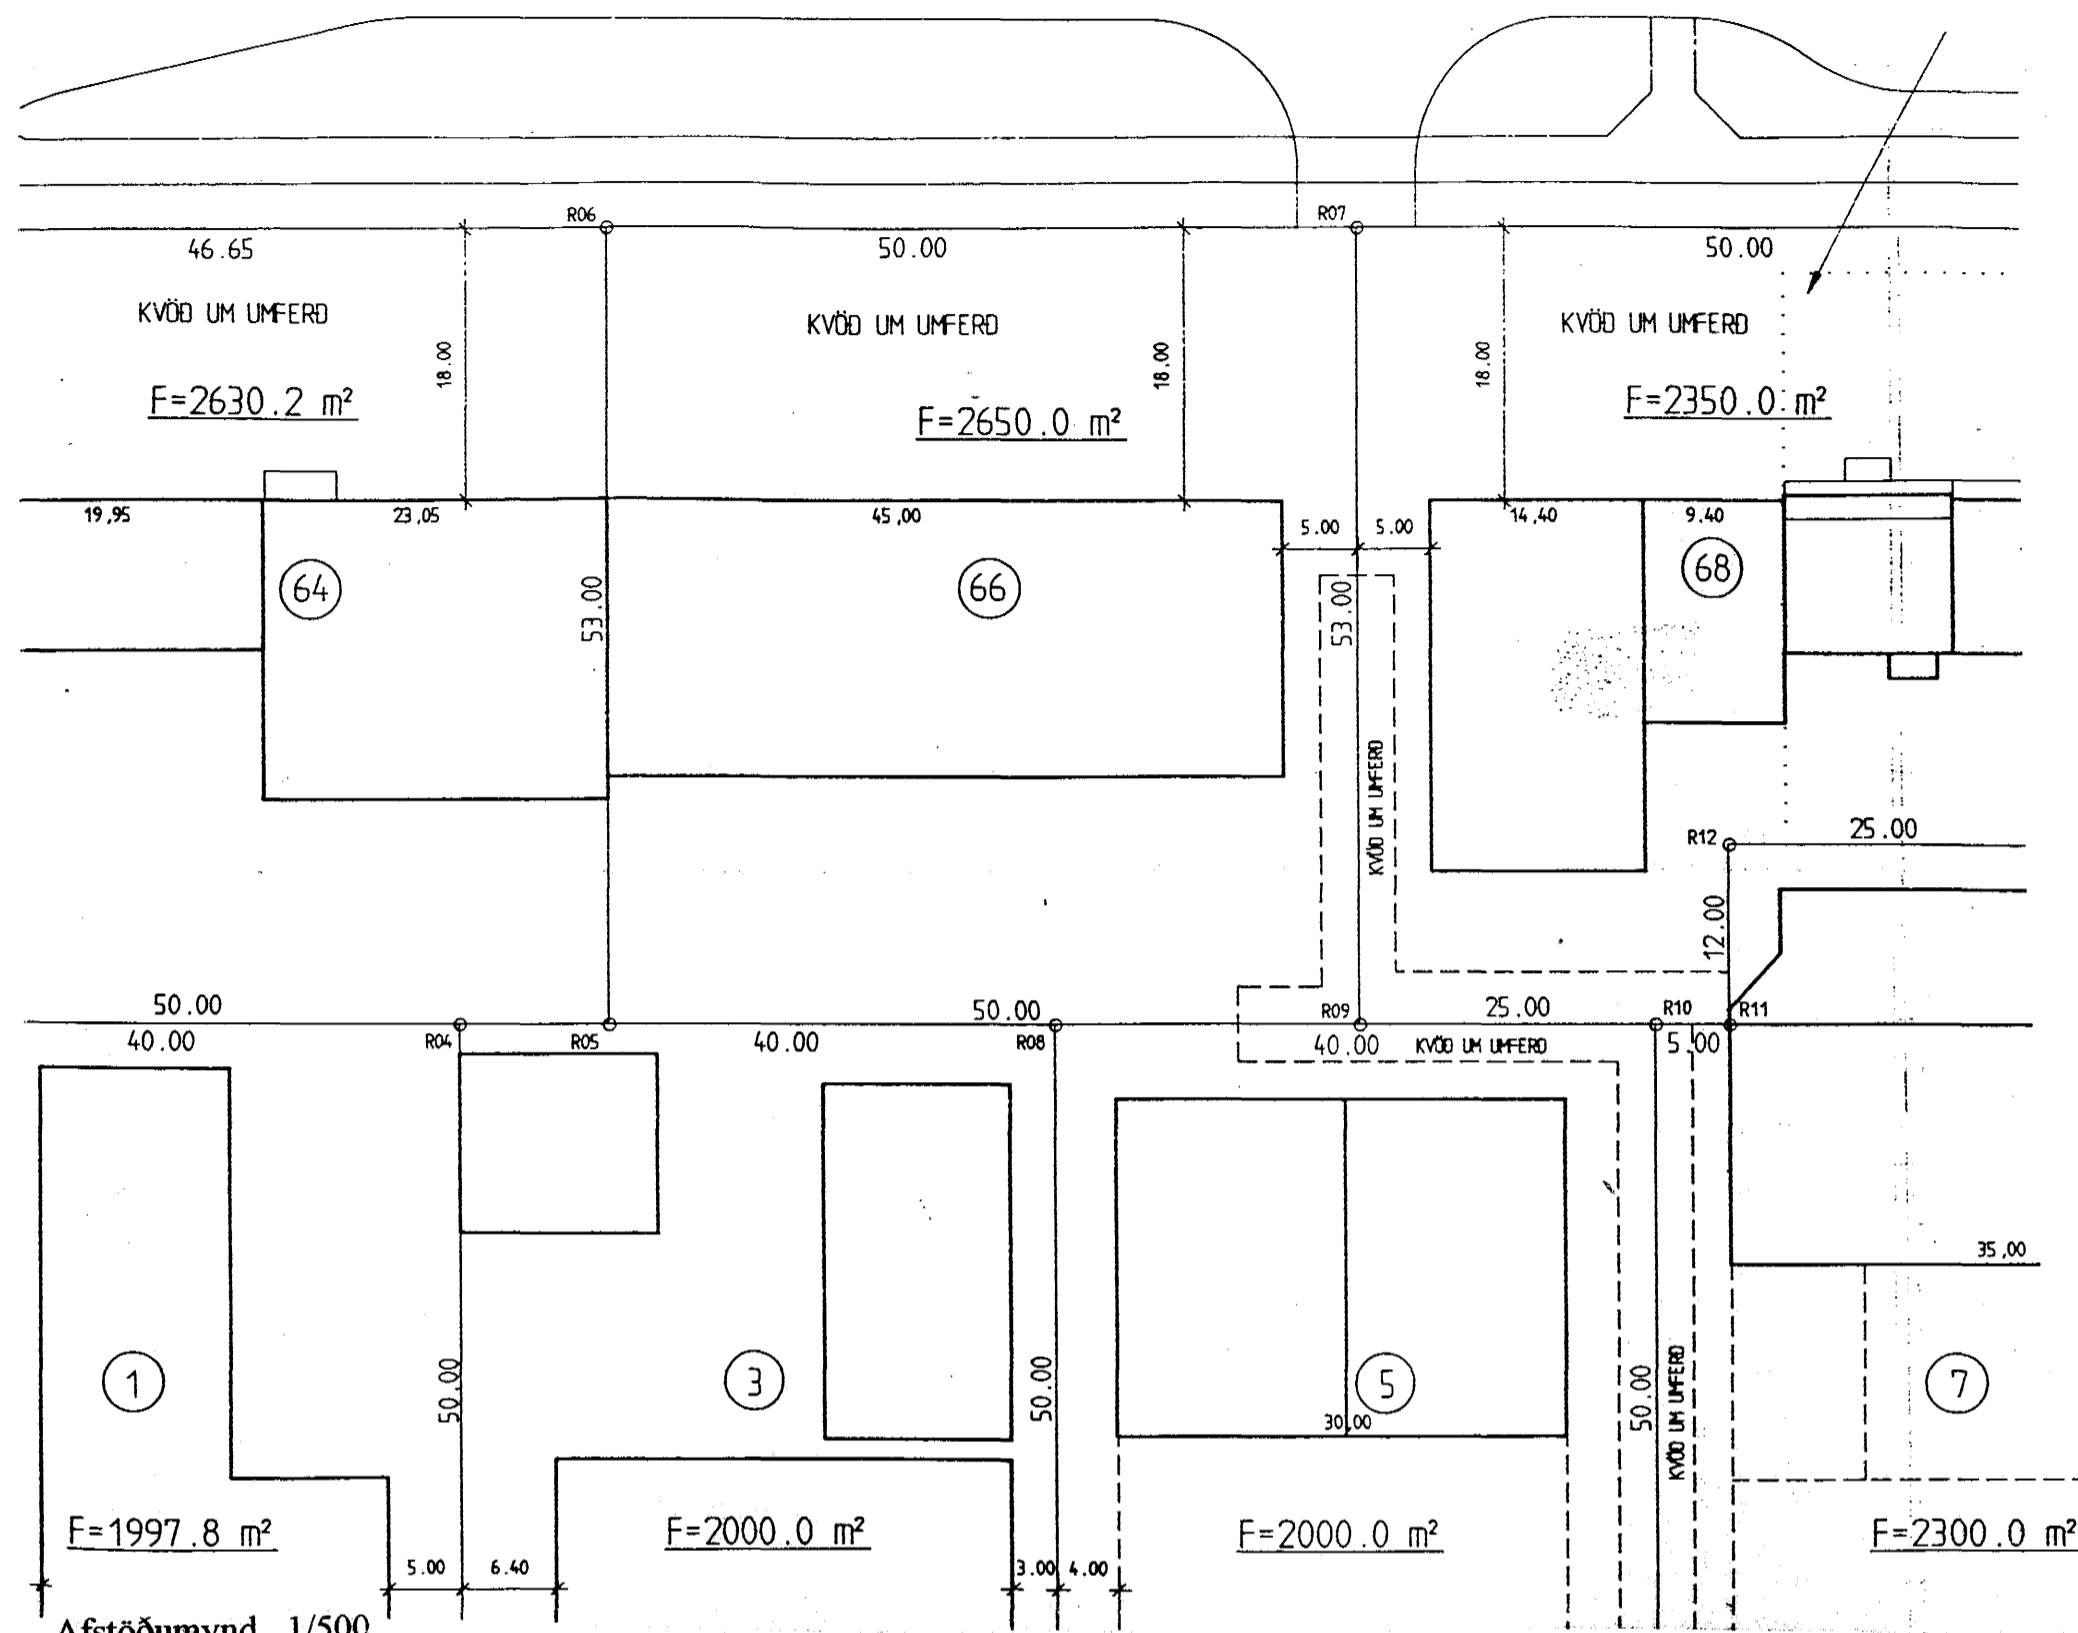 R06
R07
46.65
50.00
50.00
KVÖÐ UM UMFERÐ
KVÖÐ UM UMFERÐ
KVÖÐ UM UMFERÐ
18.00
18.00
18.00
F=2630.2 m²
F=2650.0 m²
F=2350.0 m²
19,95
23,05
45,00
5.00
5.00
14,40
9.40
64
66
68
53.00
53.00
KVÖÐ UM UMFERÐ
R12
25.00
12.00
50.00
50.00
R09
25.00
R10
R11
40.00
R04
R05
40.00
R08
40.00
KVÖÐ UM UMFERÐ
5.00
35,00
1
50.00
3
50.00
5
30,00
50.00
KVÖÐ UM UMFERÐ
7
F=1997.8 m²
F=2000.0 m²
F=2000.0 m²
F=2300.0 m²
5.00
6.40
3.00
4.00
Afstöðumynd 1/500